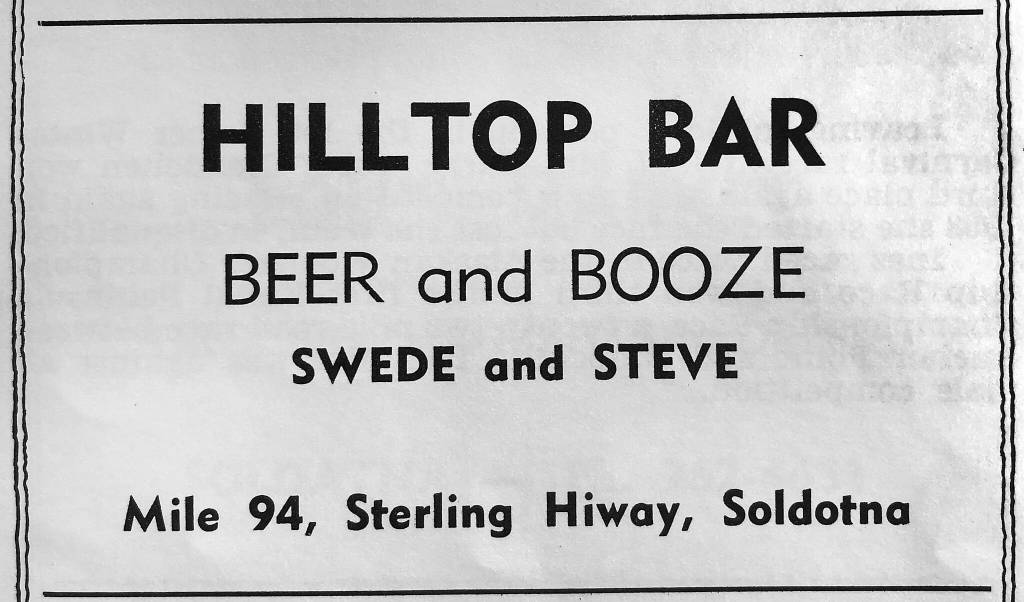 HILLTOP BAR
BEER and BOOZE
SWEDE and STEVE
Mile 94, Sterling Hiway, Soldotna